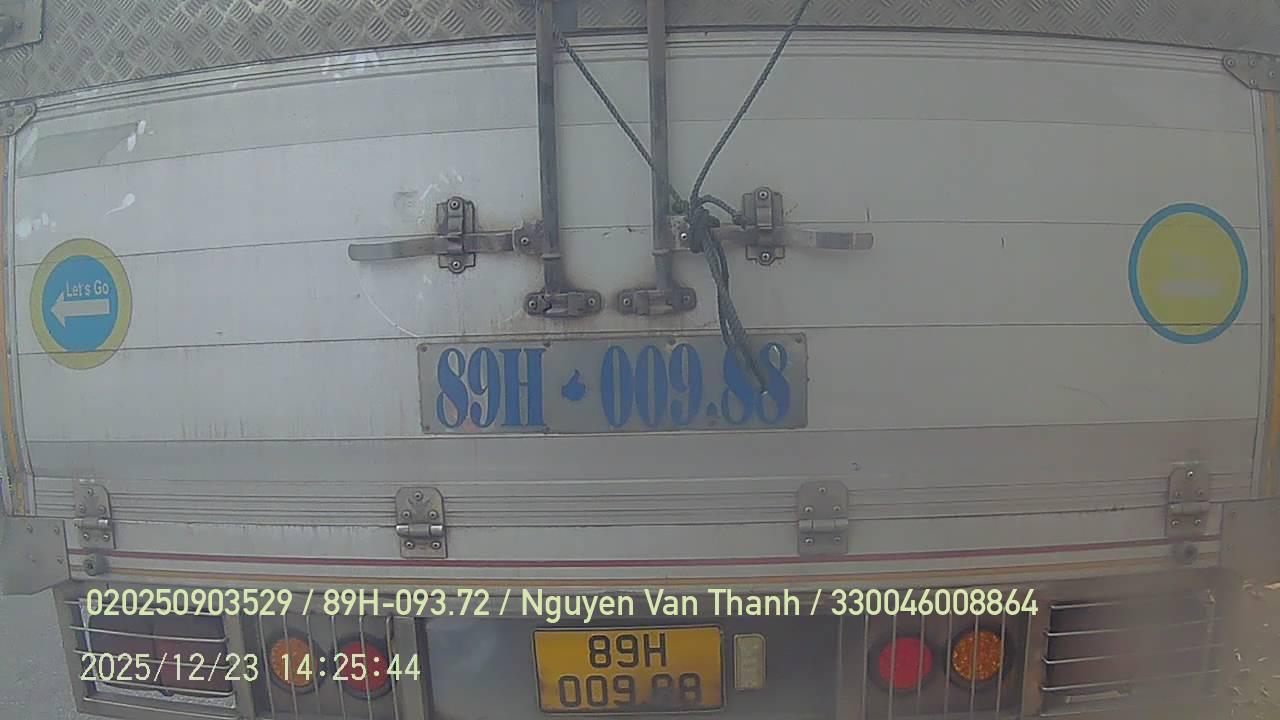 Let's Go
89H 009.88
020250903529 / 89H-093.72 / Nguyen Van Thanh / 330046008864
2025/12/23 14:25:44
89H
009.88